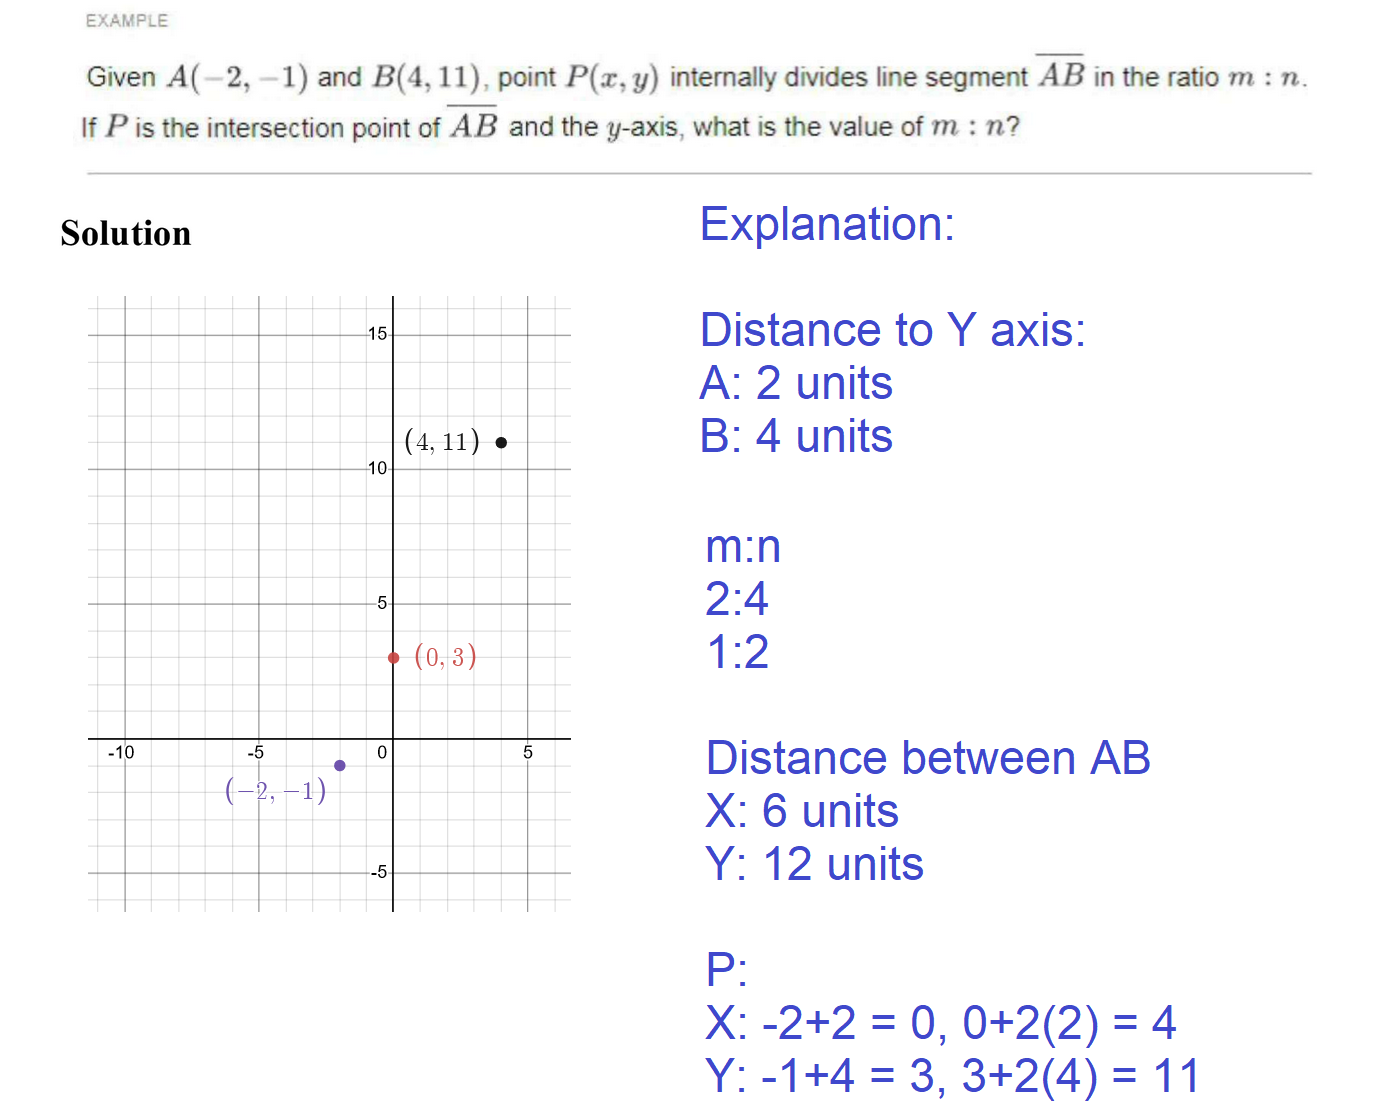 EXAMPLE
Given A(−2, −1) and B(4, 11), point P(x, y) internally divides line segment A̅B̅ in the ratio m : n.
If P is the intersection point of A̅B̅ and the y-axis, what is the value of m : n?
Solution
Explanation:
Distance to Y axis:
A: 2 units
B: 4 units
m:n
2:4
1:2
Distance between AB
X: 6 units
Y: 12 units
P:
X: -2+2 = 0, 0+2(2) = 4
Y: -1+4 = 3, 3+2(4) = 11
15
(4, 11)
10
5
(0, 3)
-10 -5 0 5
(−2, −1)
-5